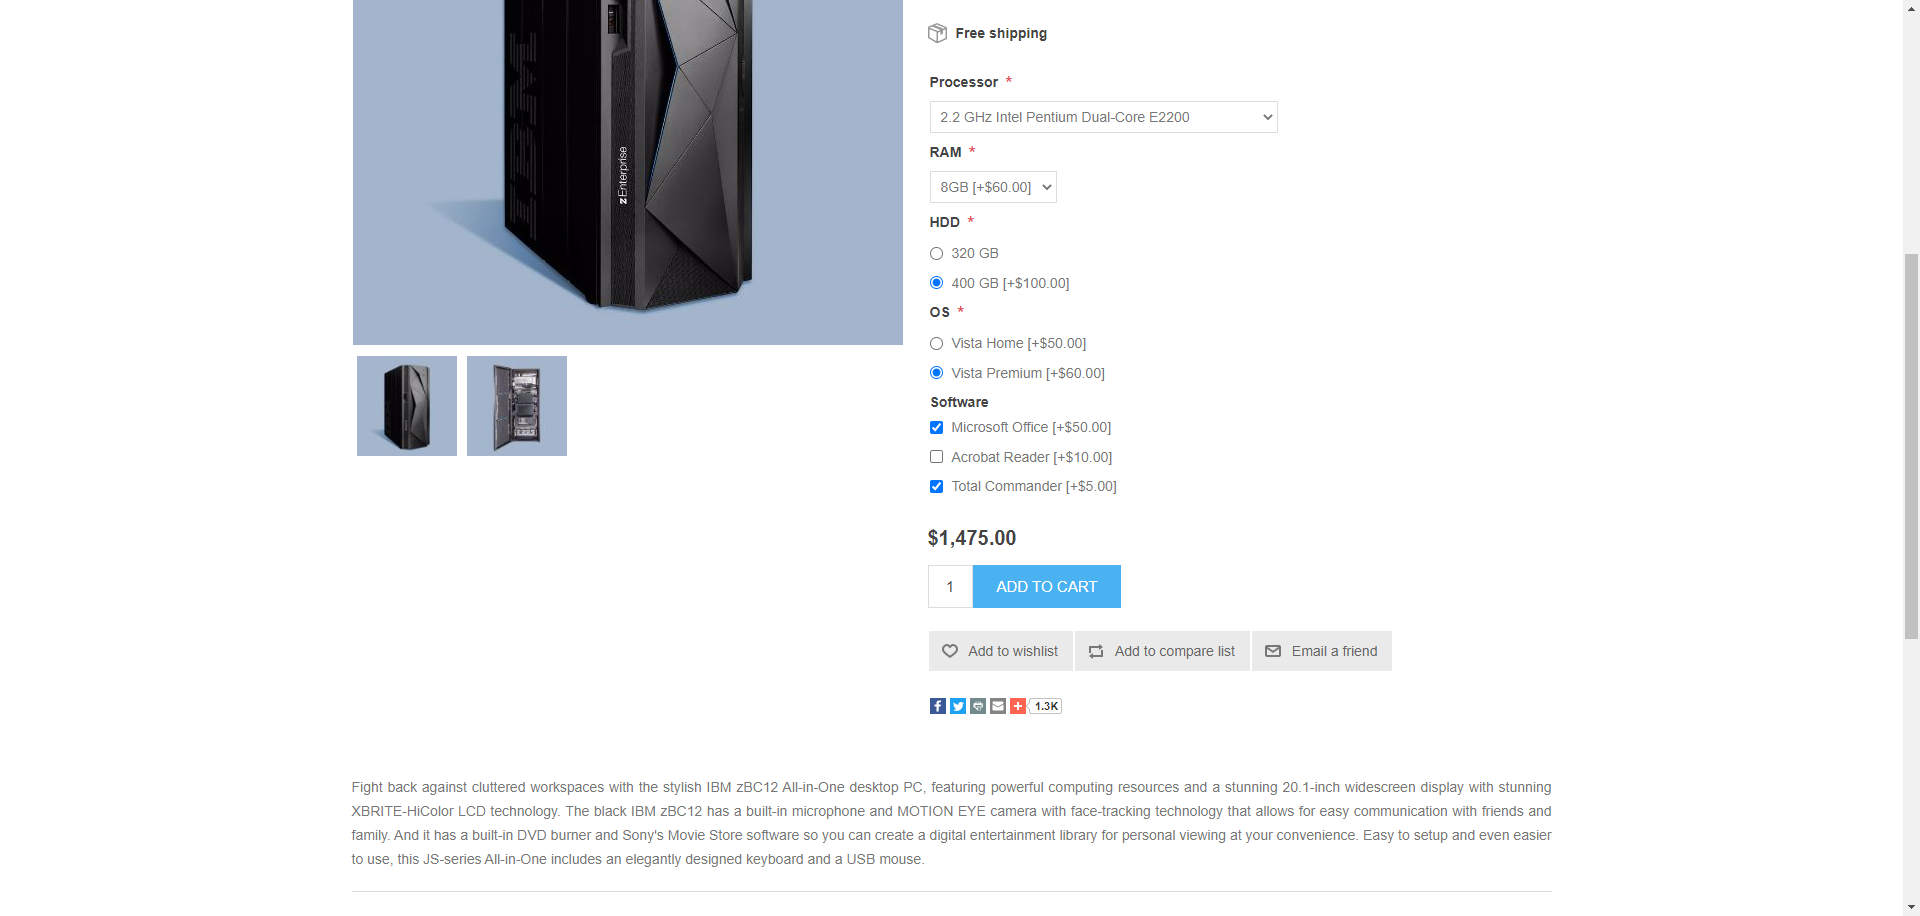 IBM
zEnterprise
Free shipping
Processor *
2.2 GHz Intel Pentium Dual-Core E2200
RAM *
8GB [+$60.00]
HDD *
320 GB
400 GB [+$100.00]
OS *
Vista Home [+$50.00]
Vista Premium [+$60.00]
Software
Microsoft Office [+$50.00]
Acrobat Reader [+$10.00]
Total Commander [+$5.00]
$1,475.00
1 ADD TO CART
Add to wishlist Add to compare list Email a friend
1.3K
Fight back against cluttered workspaces with the stylish IBM zBC12 All-in-One desktop PC, featuring powerful computing resources and a stunning 20.1-inch widescreen display with stunning
XBRITE-HiColor LCD technology. The black IBM zBC12 has a built-in microphone and MOTION EYE camera with face-tracking technology that allows for easy communication with friends and
family. And it has a built-in DVD burner and Sony's Movie Store software so you can create a digital entertainment library for personal viewing at your convenience. Easy to setup and even easier
to use, this JS-series All-in-One includes an elegantly designed keyboard and a USB mouse.